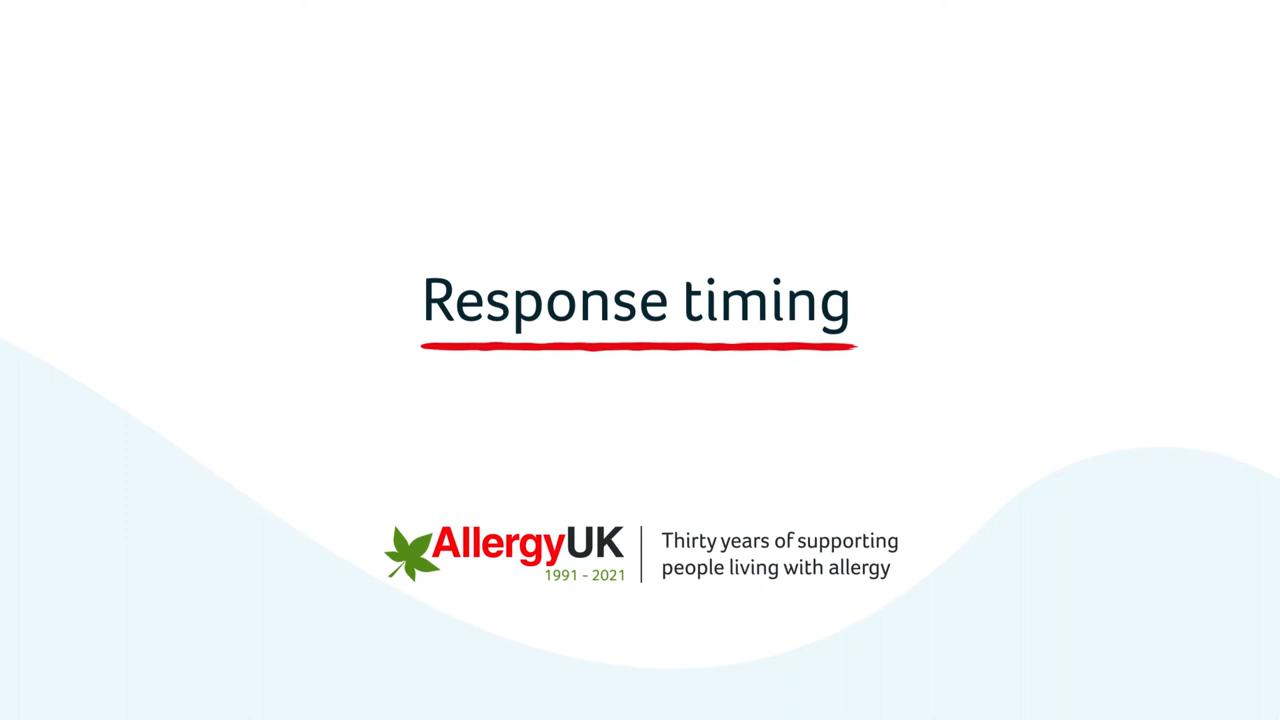 Response timing
AllergyUK
1991 - 2021
Thirty years of supporting
people living with allergy